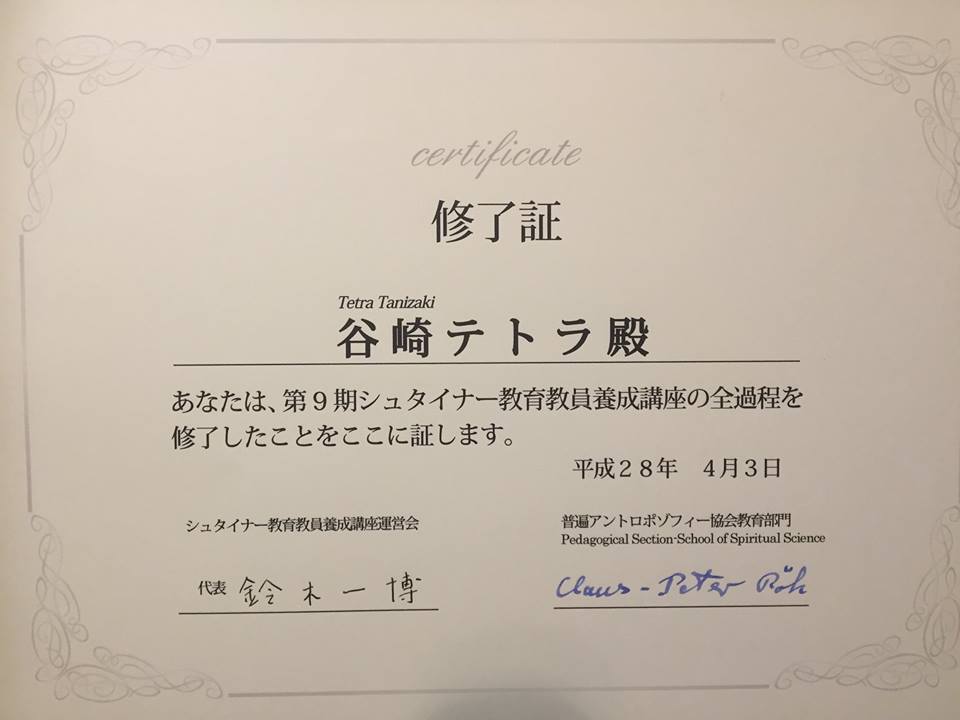 certificate
修了証
Tetra Tanizaki
谷崎テトラ殿
あなたは、第９期シュタイナー教育教員養成講座の全過程を
修了したことをここに証します。
平成２８年　４月３日
シュタイナー教育教員養成講座運営会
代表 鈴木一博
普遍アントロポゾフィー協会教育部門
Pedagogical Section-School of Spiritual Science
Claus-Peter Röh